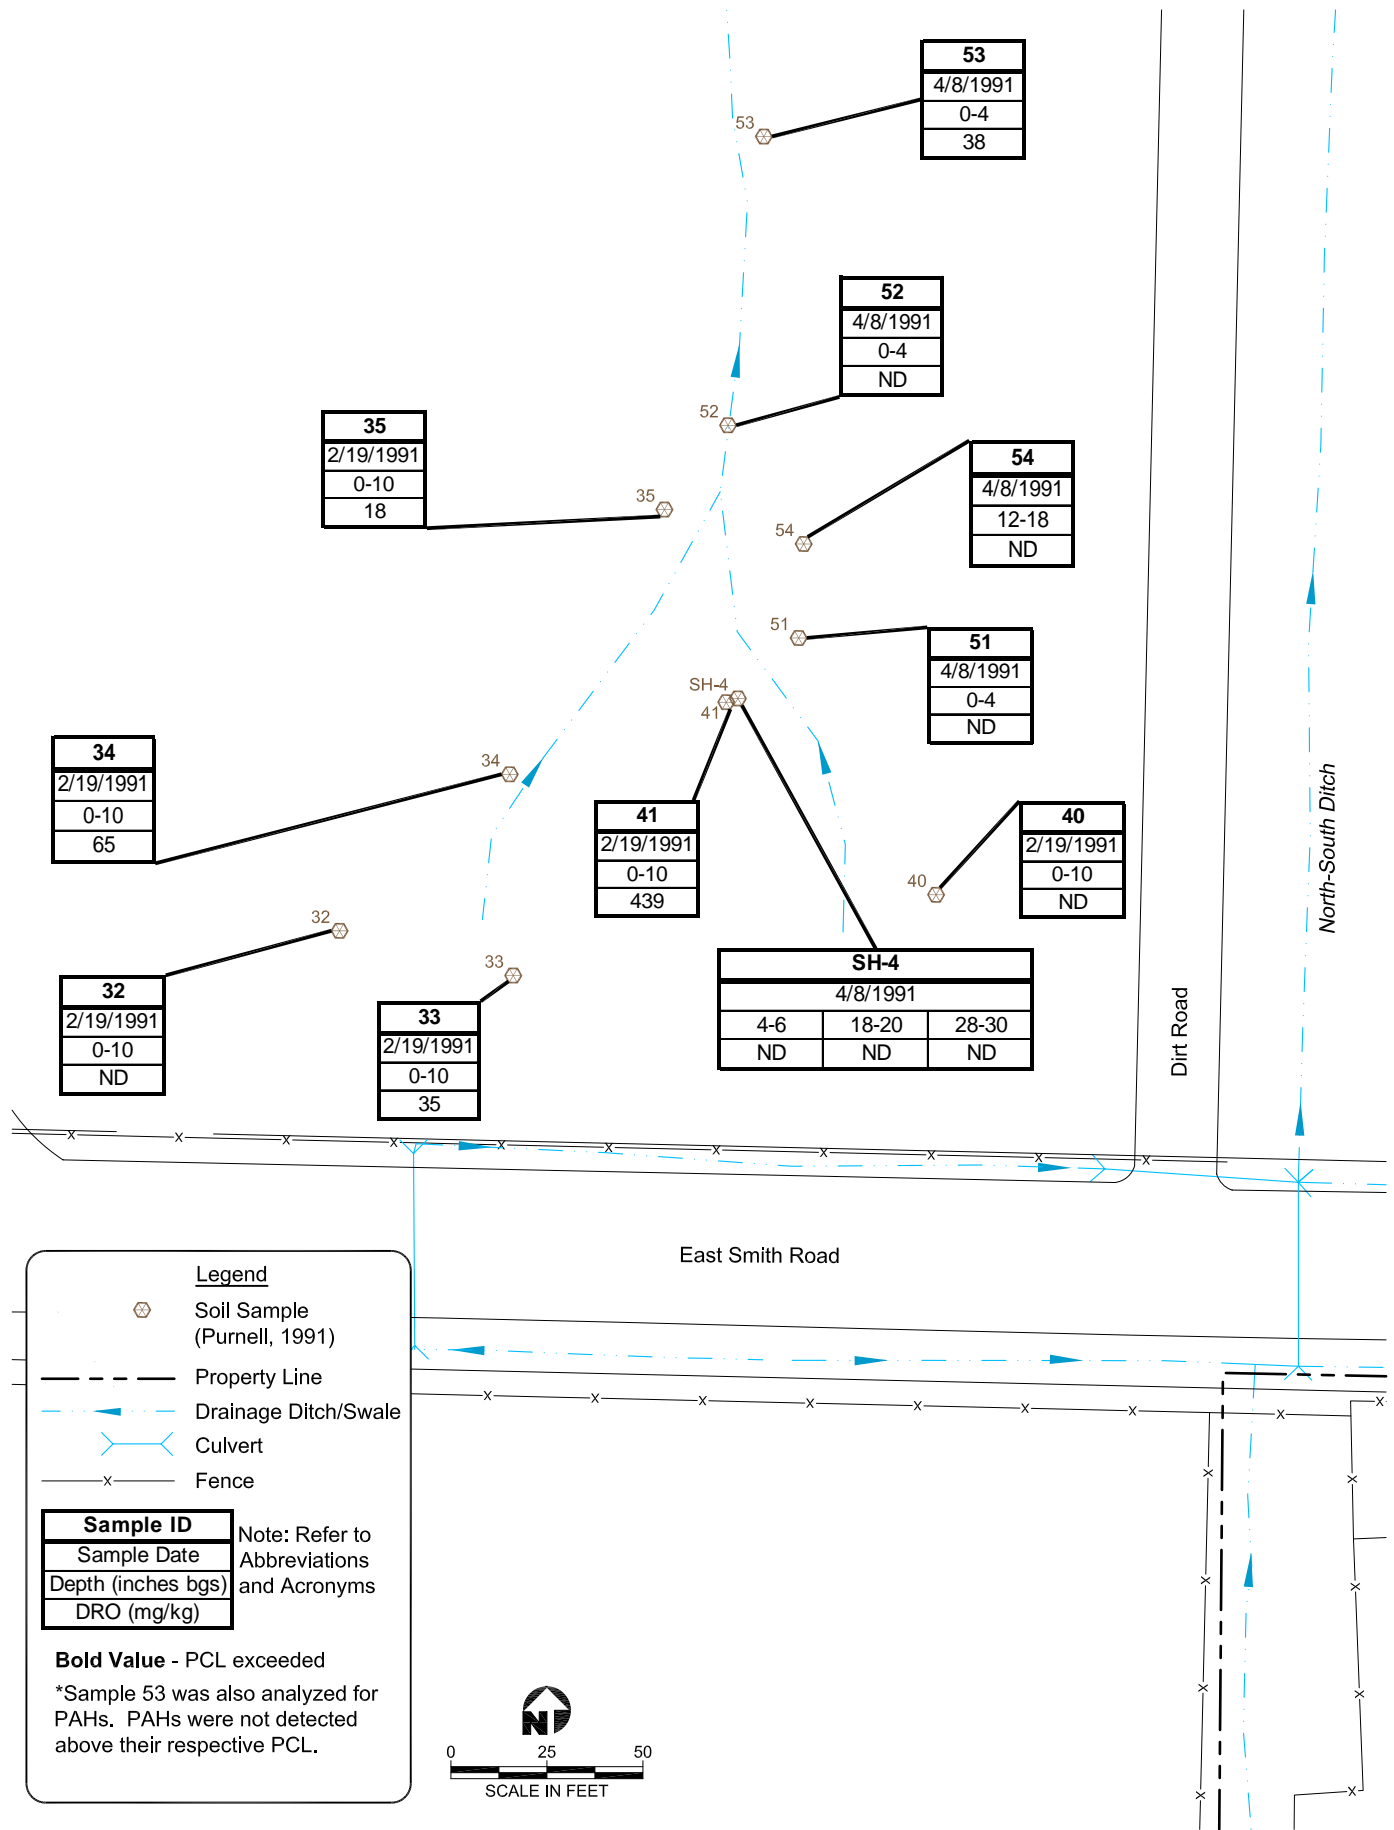 53
4/8/1991
0-4
38
53
52
4/8/1991
0-4
ND
52
35
2/19/1991
0-10
18
35
54
4/8/1991
12-18
ND
54
51
4/8/1991
0-4
ND
51
SH-4
41
34
2/19/1991
0-10
65
34
41
2/19/1991
0-10
439
40
2/19/1991
0-10
ND
40
North-South Ditch
32
32
2/19/1991
0-10
ND
33
33
2/19/1991
0-10
35
SH-4
4/8/1991
4-6 18-20 28-30
ND ND ND
Dirt Road
East Smith Road
Legend
Soil Sample
(Purnell, 1991)
Property Line
Drainage Ditch/Swale
Culvert
Fence
Sample ID
Sample Date
Depth (inches bgs)
DRO (mg/kg)
Note: Refer to
Abbreviations
and Acronyms
Bold Value - PCL exceeded
*Sample 53 was also analyzed for
PAHs. PAHs were not detected
above their respective PCL.
N
0 25 50
SCALE IN FEET